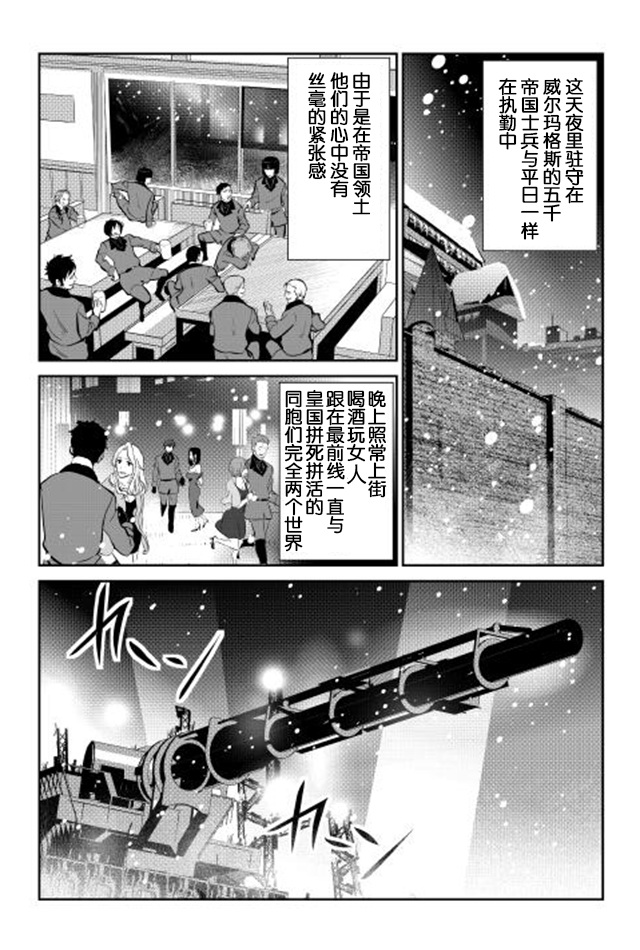 这天夜里驻守在
威尔玛格斯的五千
帝国士兵与平日一样
在执勤中
由于是在帝国领土
他们的心中没有
丝毫的紧张感
晚上照常上街
喝酒玩女人
跟在最前线一直与
皇国拼死拼活的
同胞们完全两个世界
ガ…ン
ガ…ン